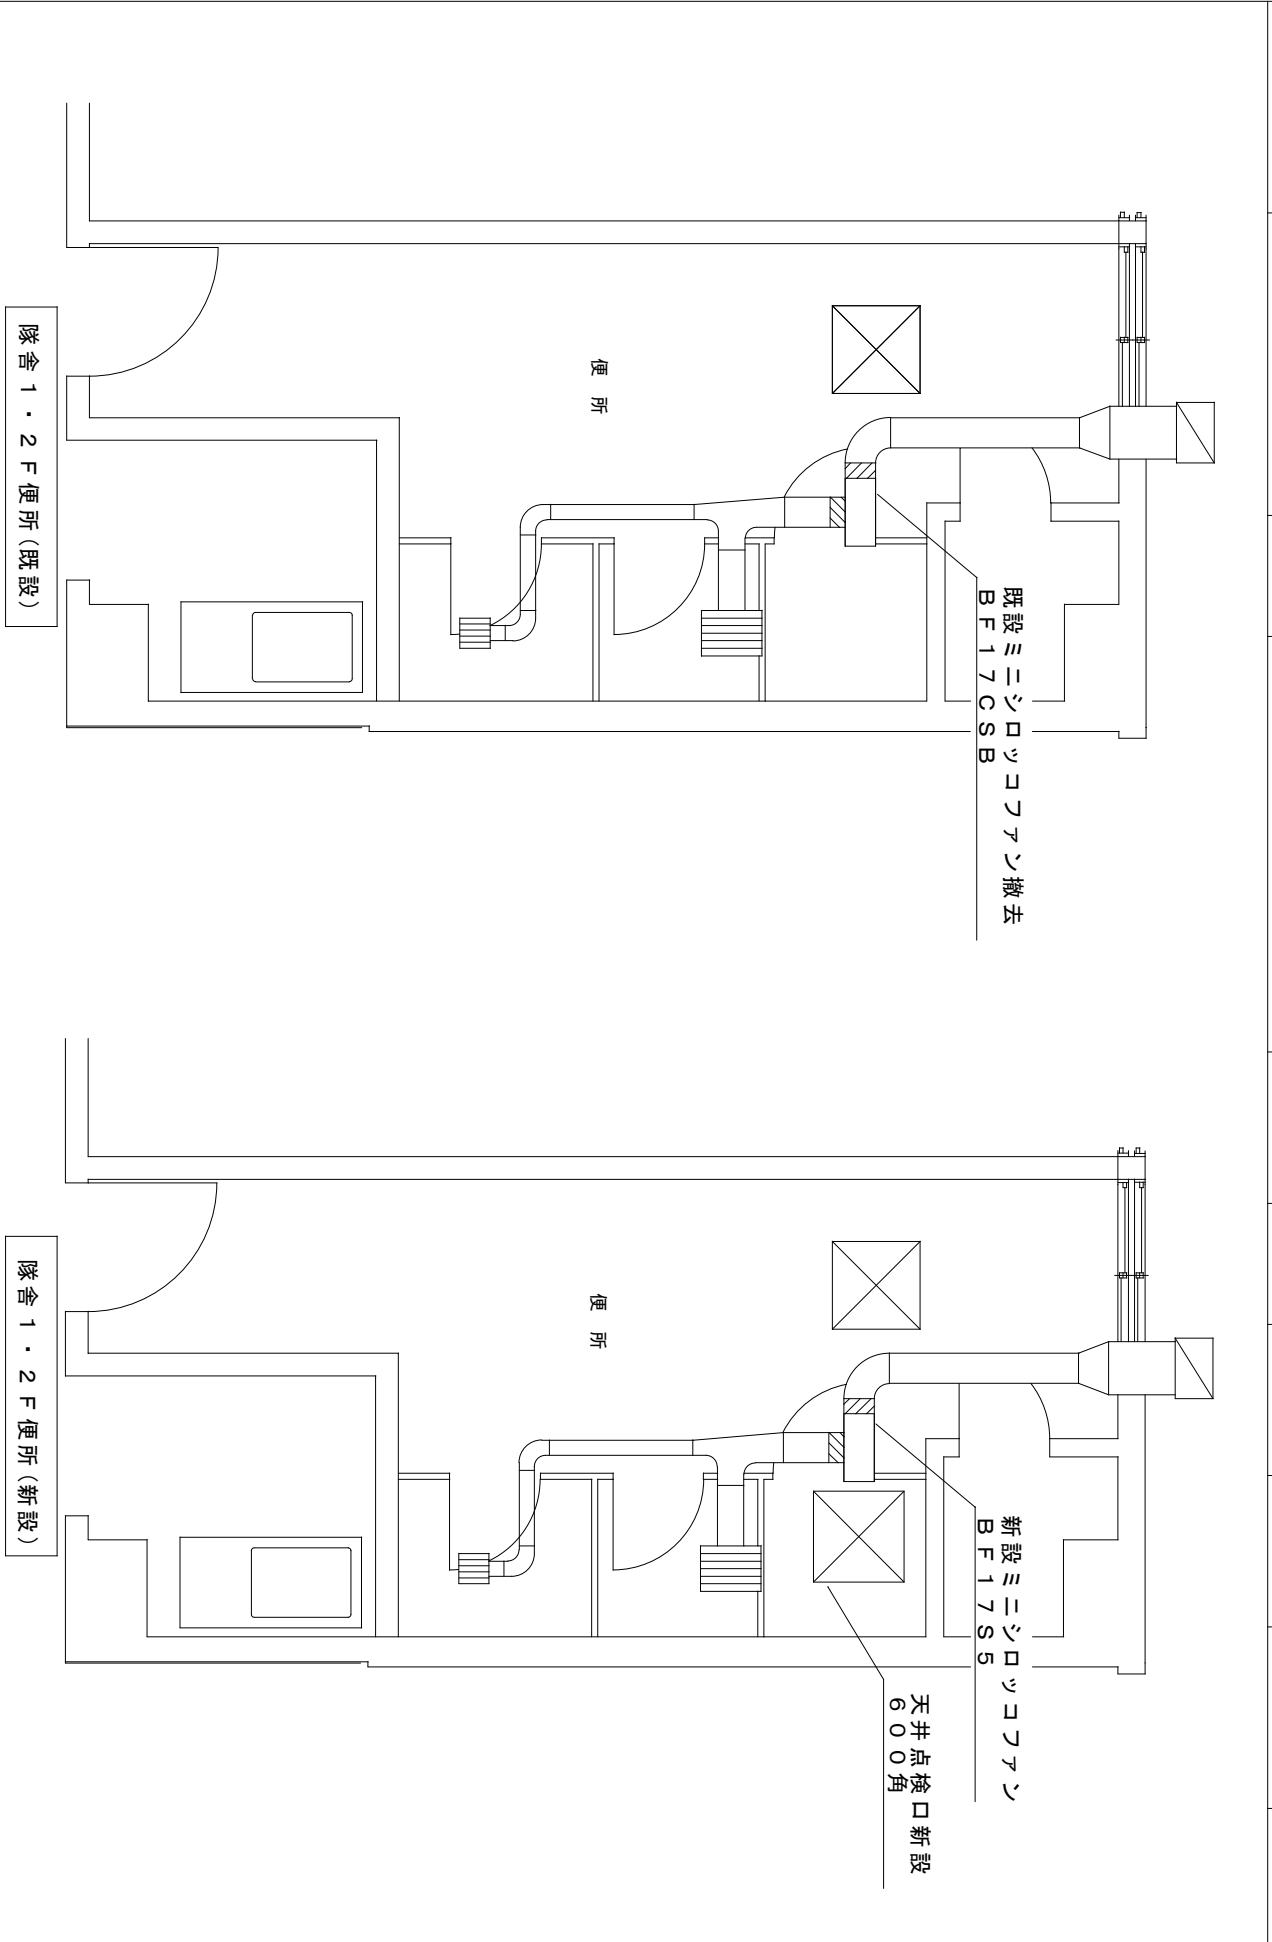 既設ミニシロッコファン撤去
BF17CSB
便所
隊舎1・2F便所(既設)
新設ミニシロッコファン
BF17S5
天井点検口新設
600角
便所
隊舎1・2F便所(新設)